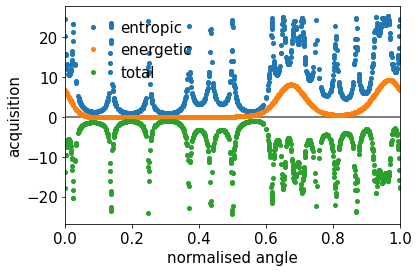 20
10
0
−10
−20
acquisition
entropic
energetic
total
0.0 0.2 0.4 0.6 0.8 1.0
normalised angle